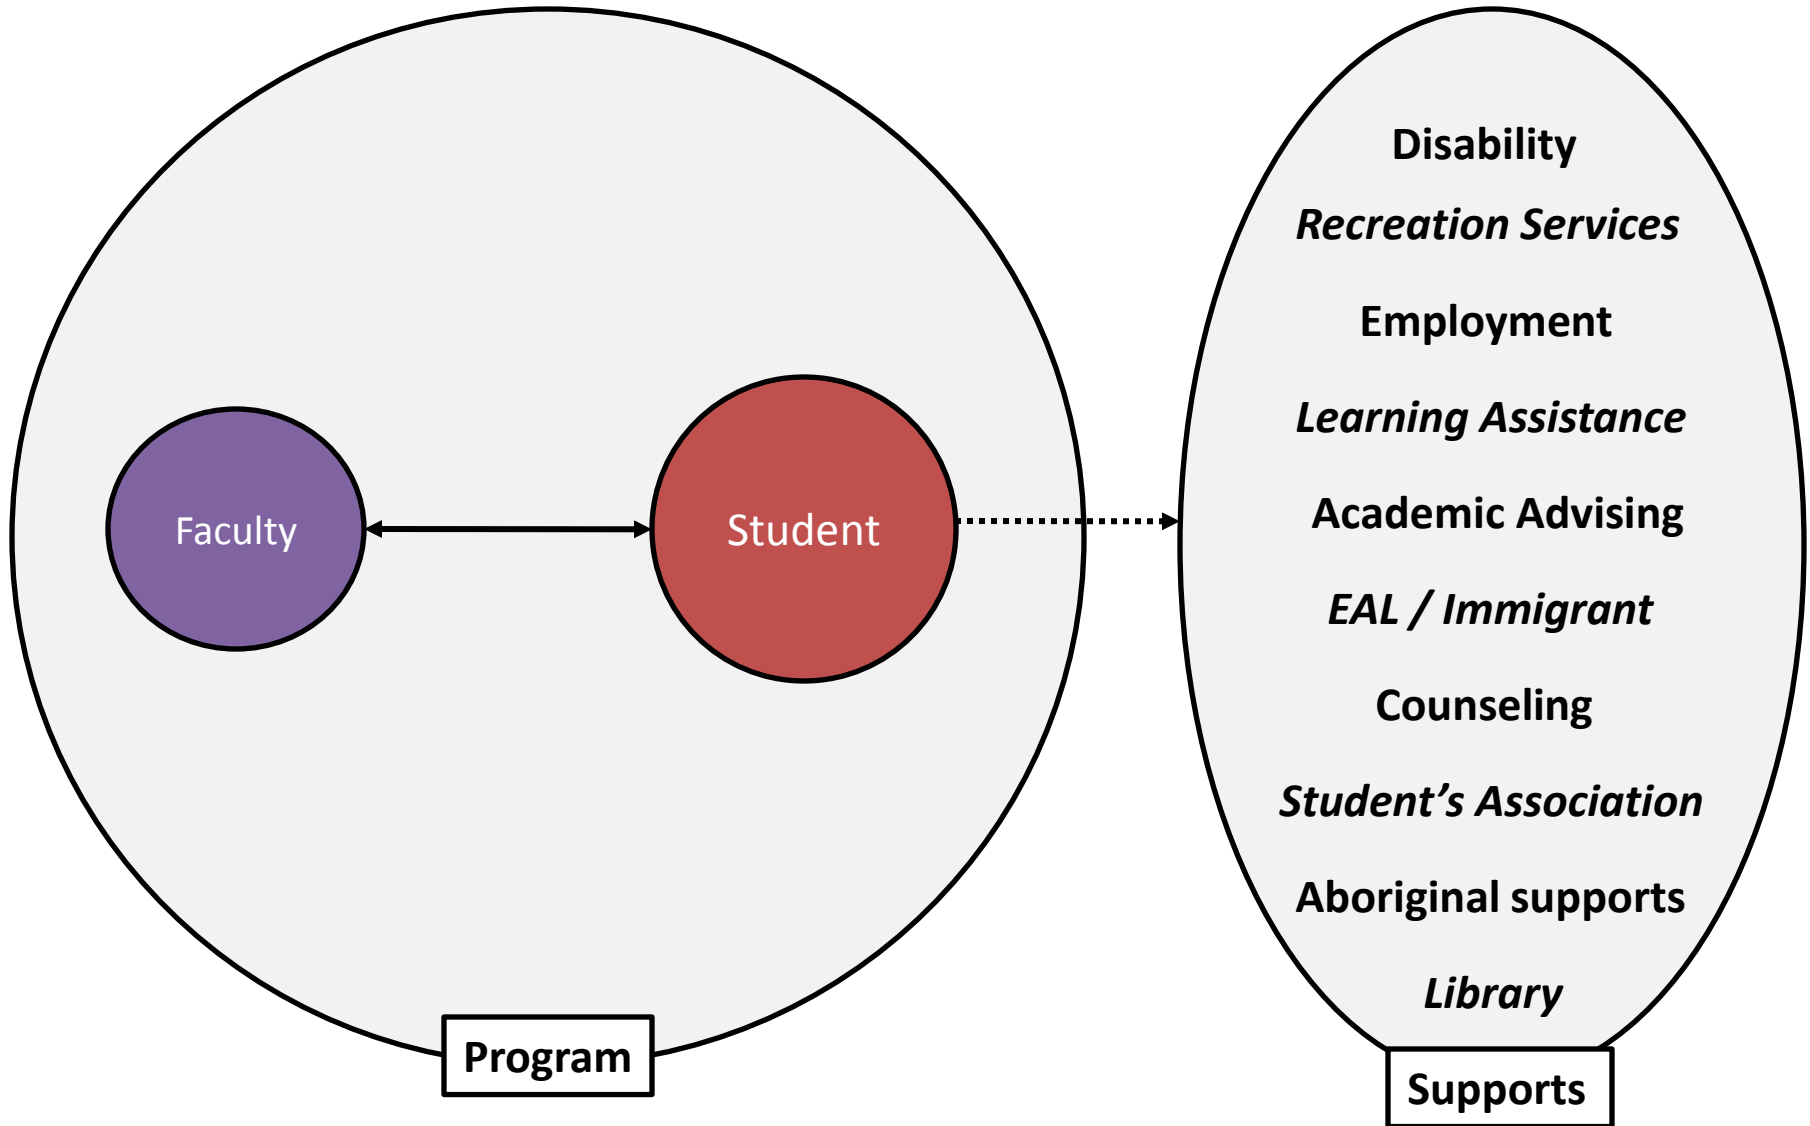 Faculty
Student
Program
Disability
Recreation Services
Employment
Learning Assistance
Academic Advising
EAL / Immigrant
Counseling
Student’s Association
Aboriginal supports
Library
Supports